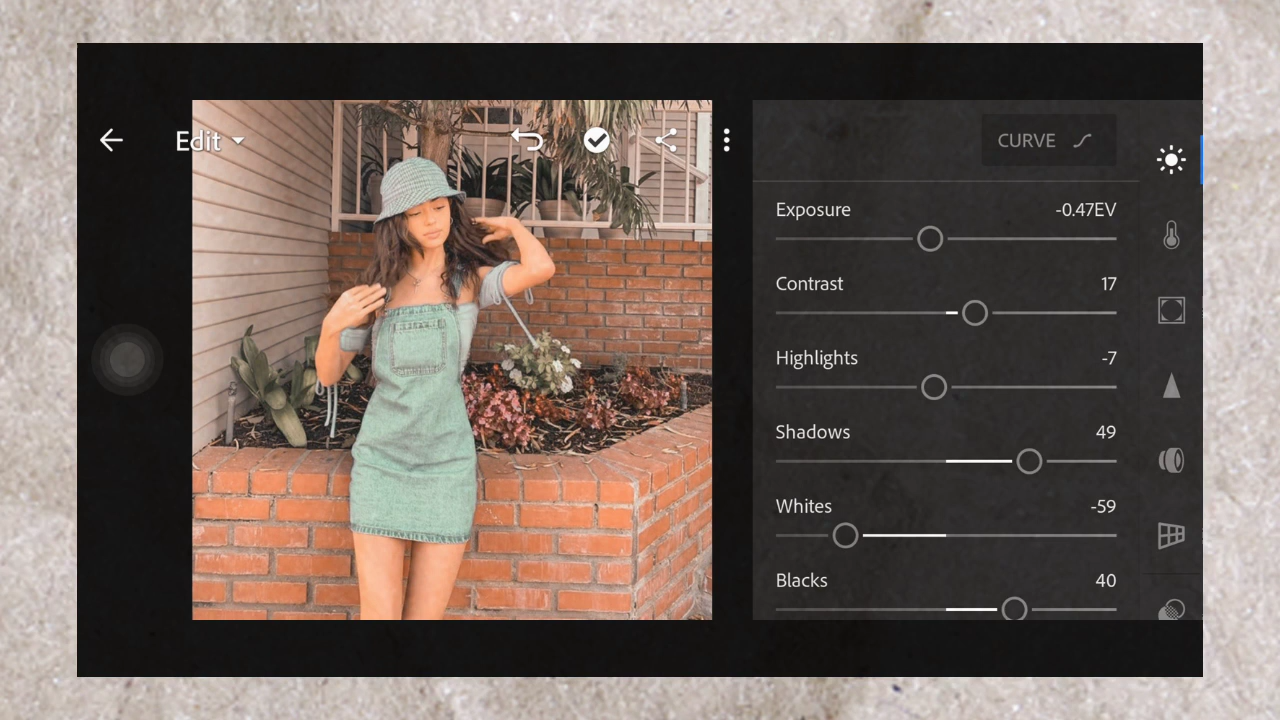 Edit
CURVE
Exposure -0.47EV
Contrast 17
Highlights -7
Shadows 49
Whites -59
Blacks 40